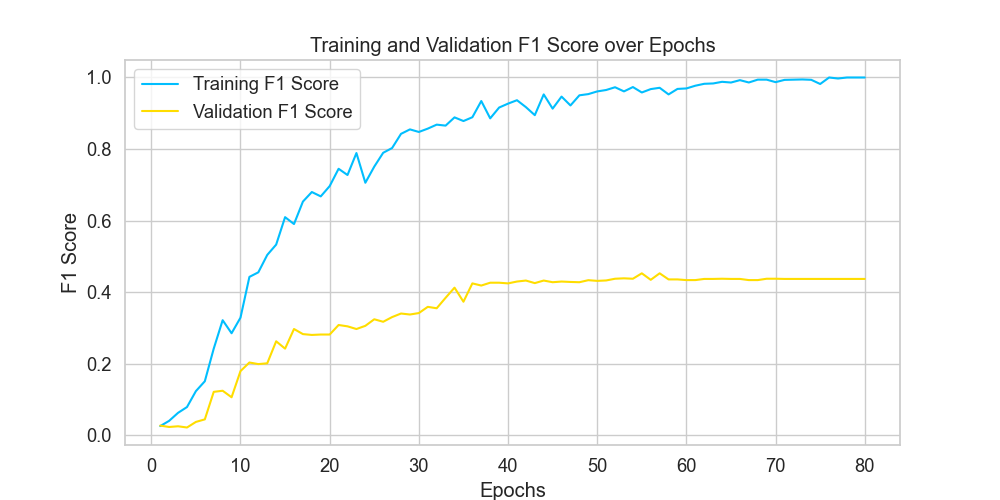 Training and Validation F1 Score over Epochs
Training F1 Score
Validation F1 Score
F1 Score
1.0
0.8
0.6
0.4
0.2
0.0
0 10 20 30 40 50 60 70 80
Epochs